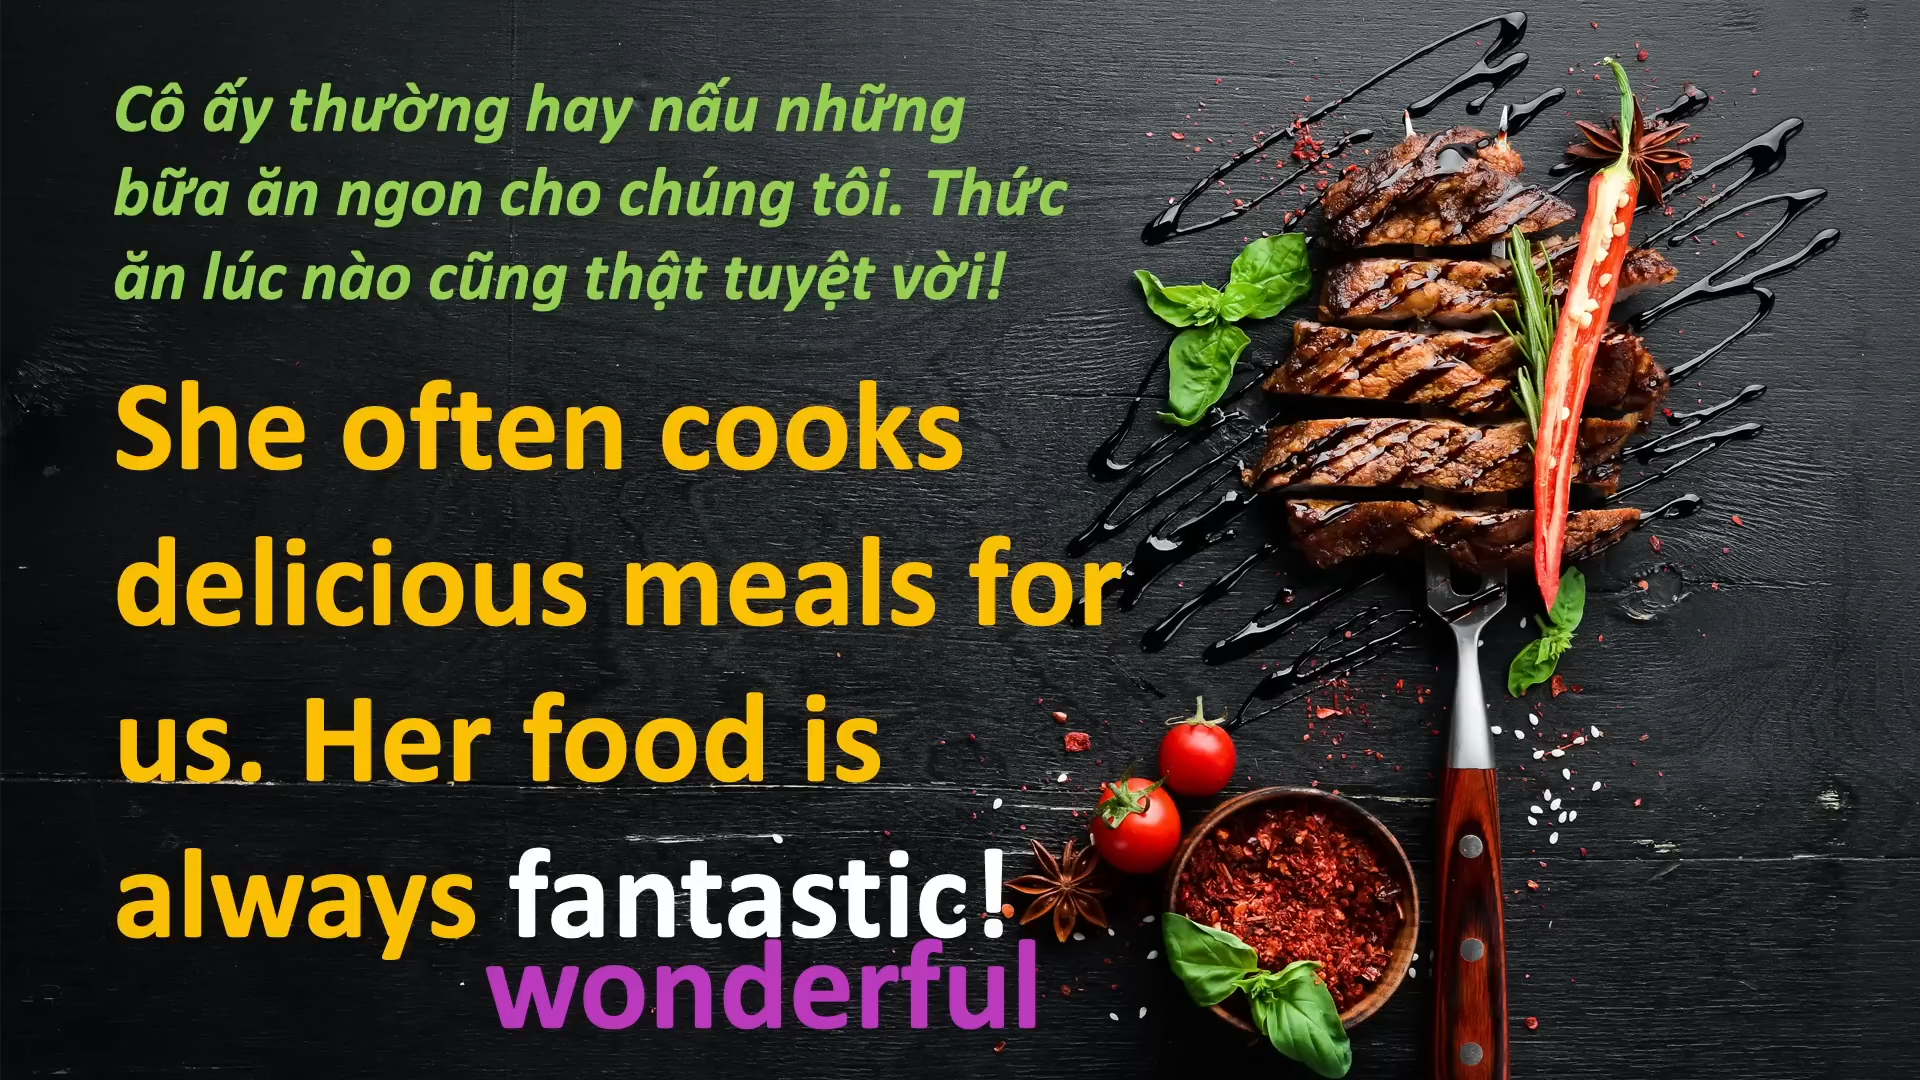 Cô ấy thường hay nấu những
bữa ăn ngon cho chúng tôi. Thức
ăn lúc nào cũng thật tuyệt vời!
She often cooks
delicious meals for
us. Her food is
always fantastic!
wonderful